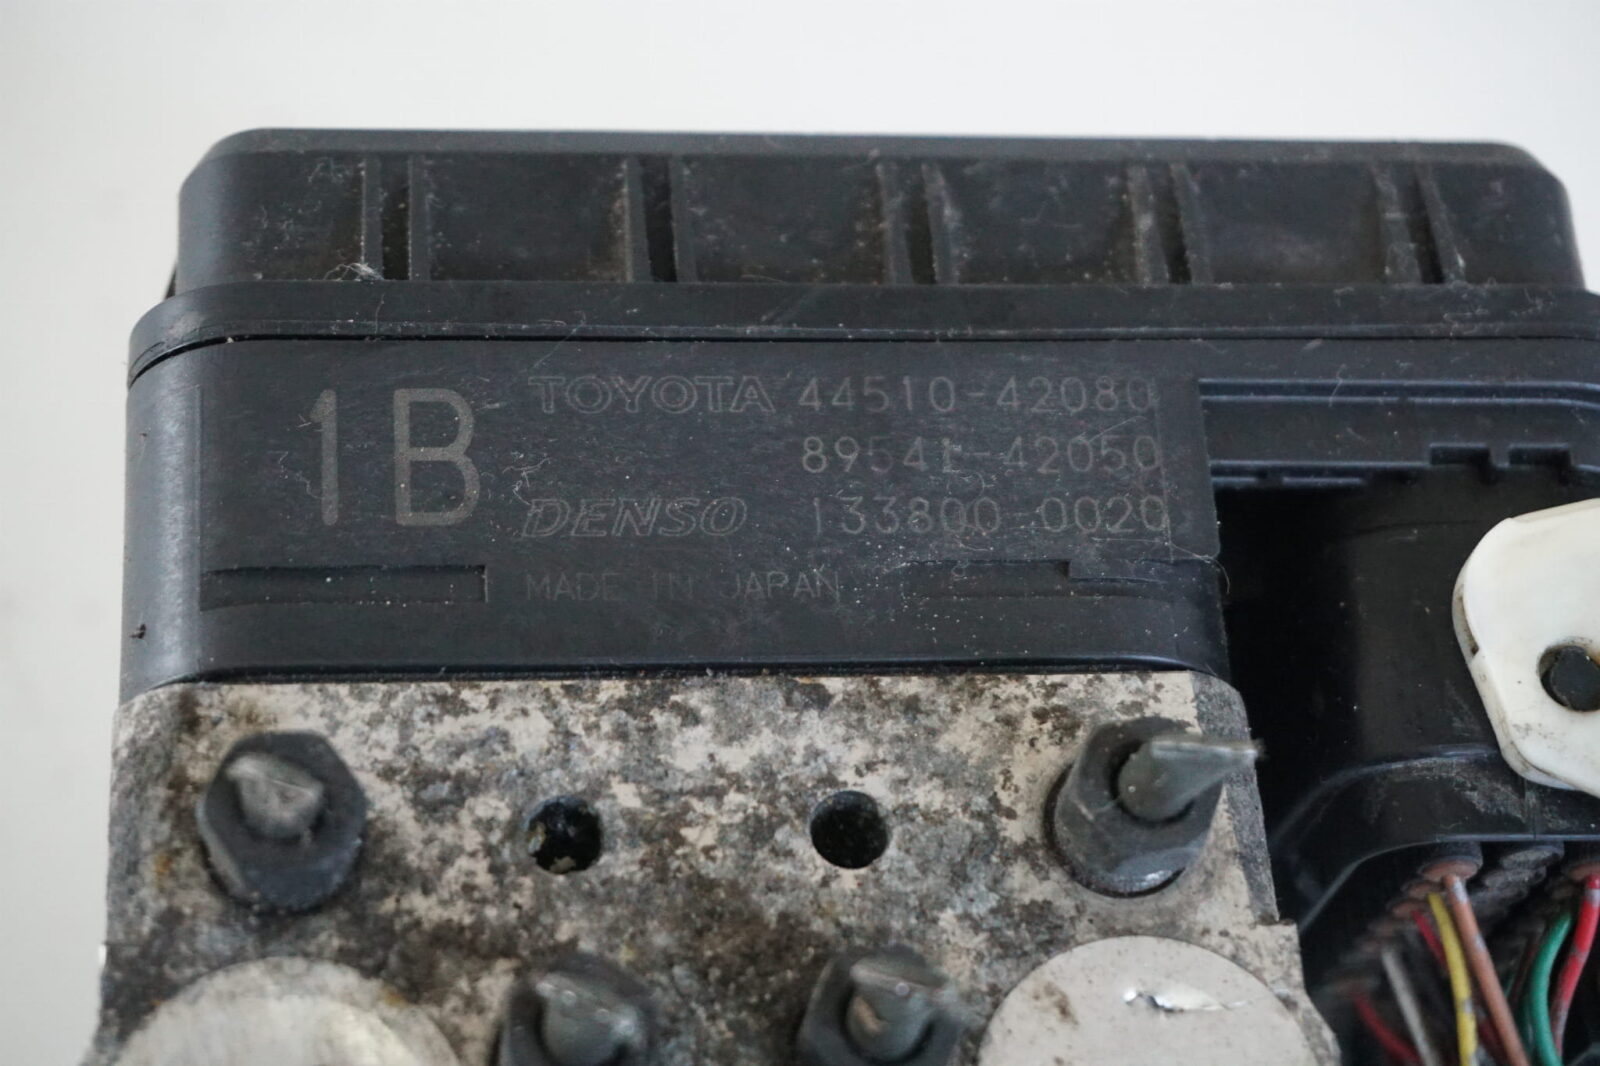 1B
TOYOTA 44510-42080
89541-42050
DENSO 133800-0020
MADE IN JAPAN